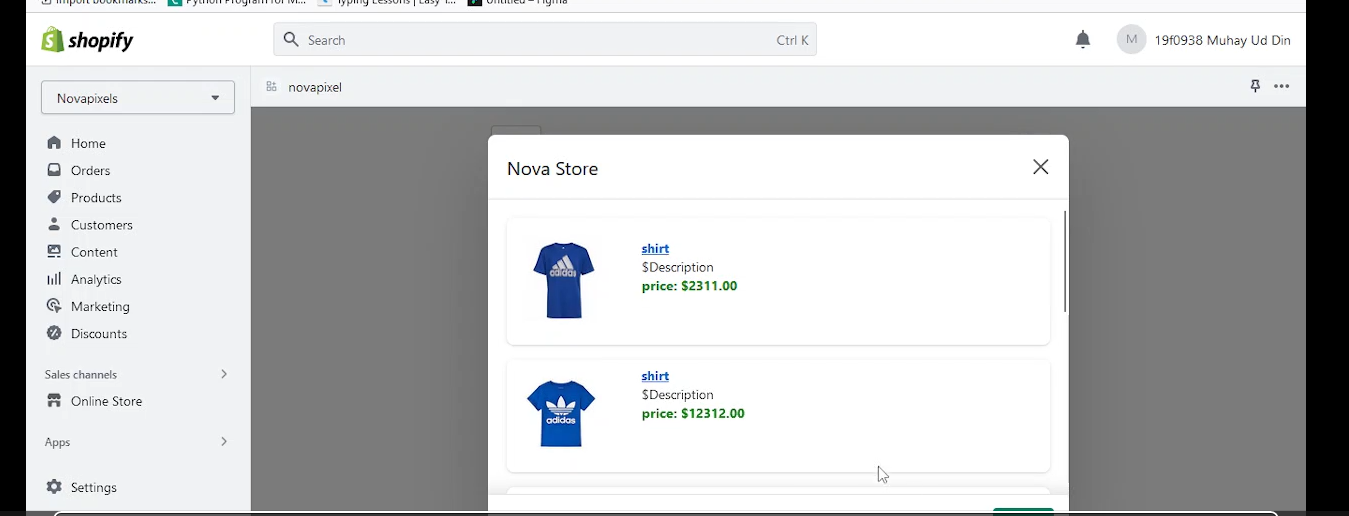 Import bookmarks... Python Program for M... Typing Lessons | Easy T... Untitled – Figma
shopify
Search Ctrl K
M 19f0938 Muhay Ud Din
Novapixels
novapixel
Home
Orders
Products
Customers
Content
Analytics
Marketing
Discounts
Sales channels
Online Store
Apps
Settings
Nova Store
adidas
shirt
$Description
price: $2311.00
adidas
shirt
$Description
price: $12312.00